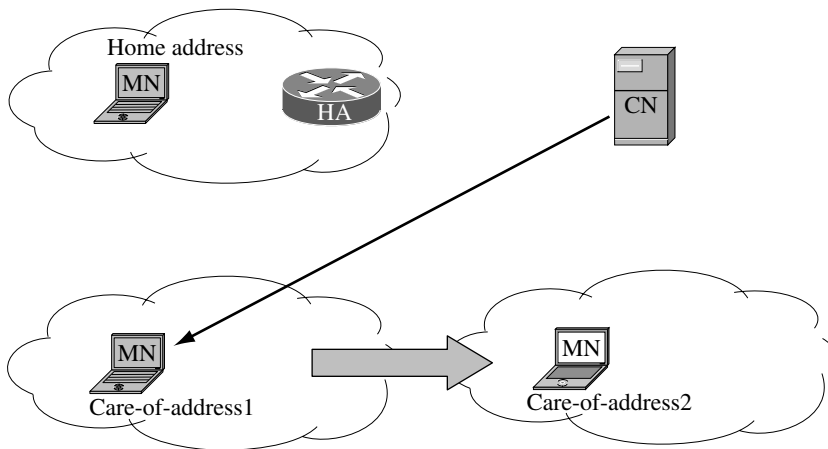 Home address
MN
HA
CN
MN
Care-of-address1
MN
Care-of-address2